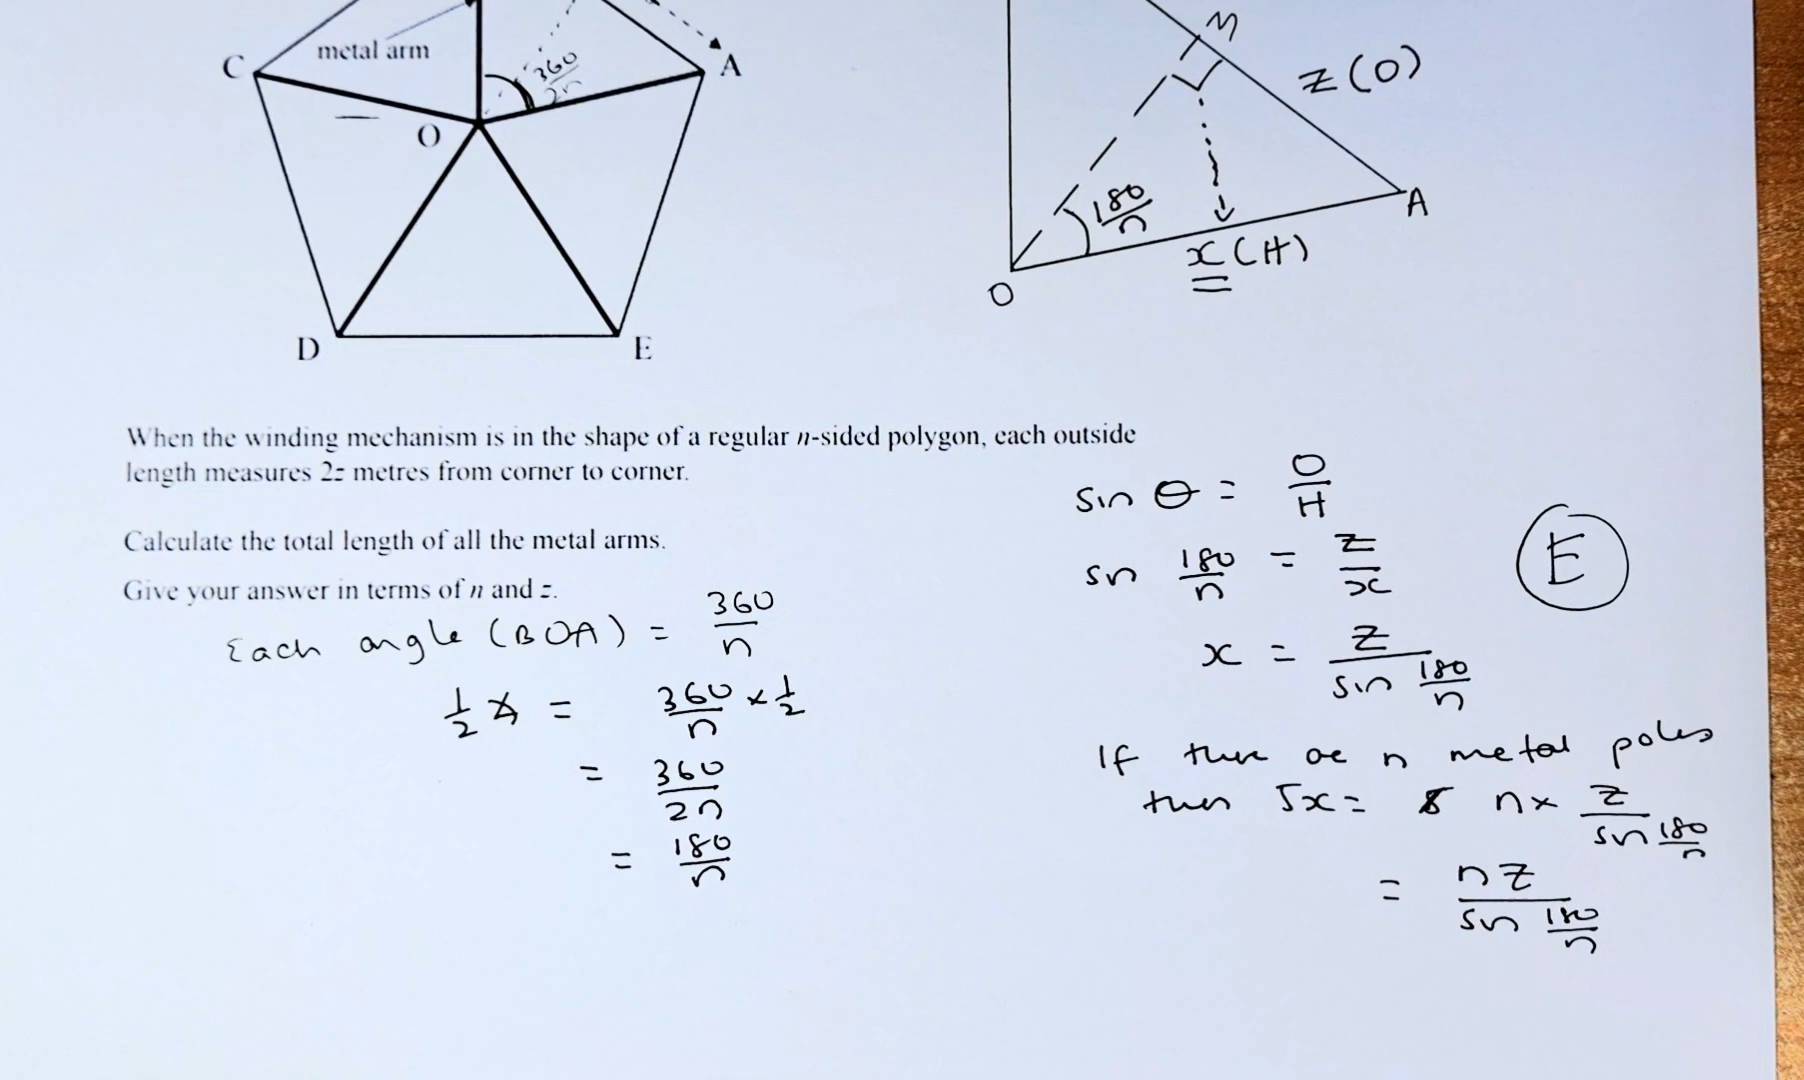 metal arm
C
A
360
2n
O
D
E
M
z (O)
180
n
A
x (H)
O
When the winding mechanism is in the shape of a regular n-sided polygon, each outside
length measures 2z metres from corner to corner.
Calculate the total length of all the metal arms.
Give your answer in terms of n and z.
Each angle (BOA) = 360/n
1/2 ∡ = 360/n × 1/2
= 360/2n
= 180/n
sin θ = O/H
sn 180/n = z/x
x = z / sin 180/n
E
If there are n metal poles
then 5x = n × z / sin 180/n
= nz / sin 180/n